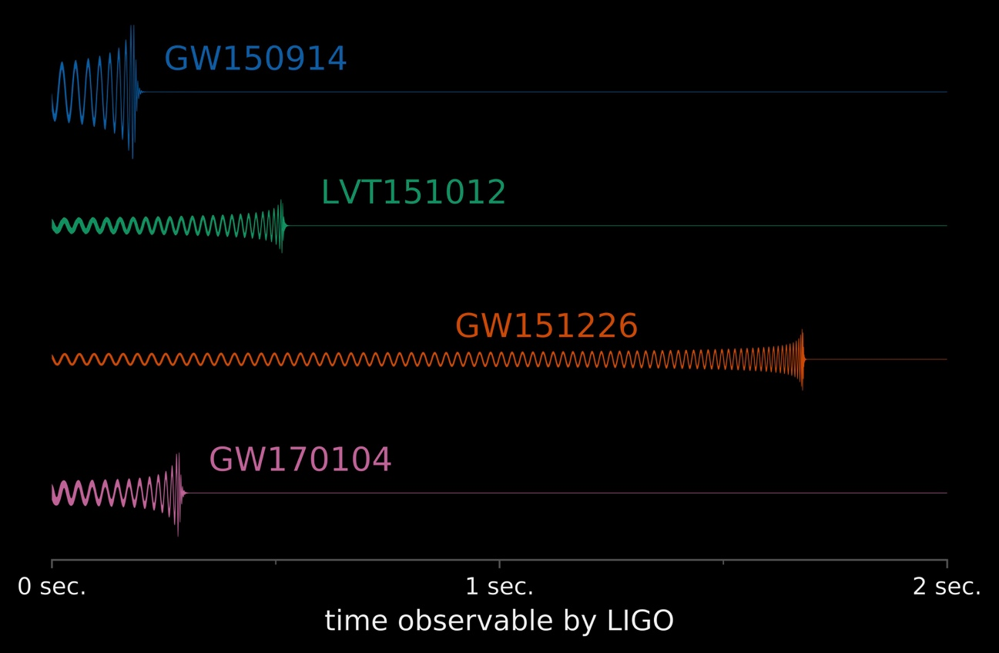 GW150914
LVT151012
GW151226
GW170104
0 sec.
1 sec.
2 sec.
time observable by LIGO